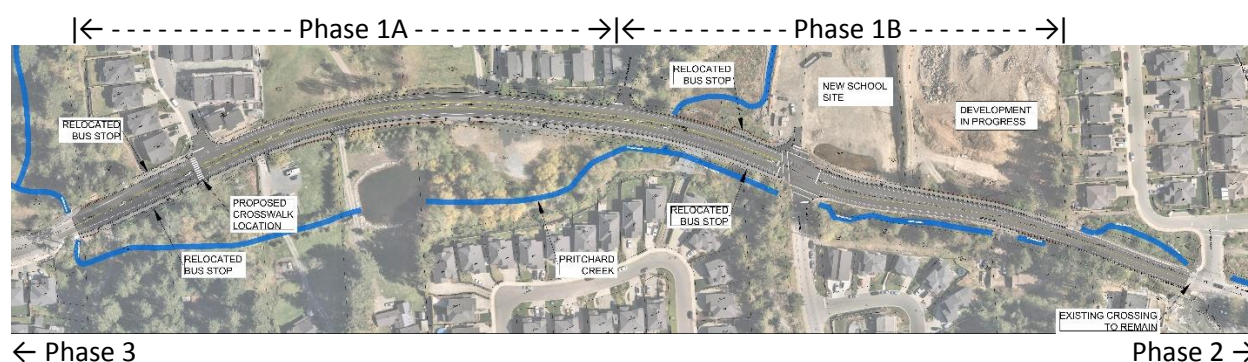 |← - - - - - - - - - - Phase 1A - - - - - - - - - →|← - - - - - - - - Phase 1B - - - - - - - →|
RELOCATED
BUS STOP
RELOCATED
BUS STOP
NEW SCHOOL
SITE
DEVELOPMENT
IN PROGRESS
PROPOSED
CROSSWALK
LOCATION
RELOCATED
BUS STOP
PRITCHARD
CREEK
RELOCATED
BUS STOP
EXISTING CROSSING
TO REMAIN
← Phase 3
Phase 2 →